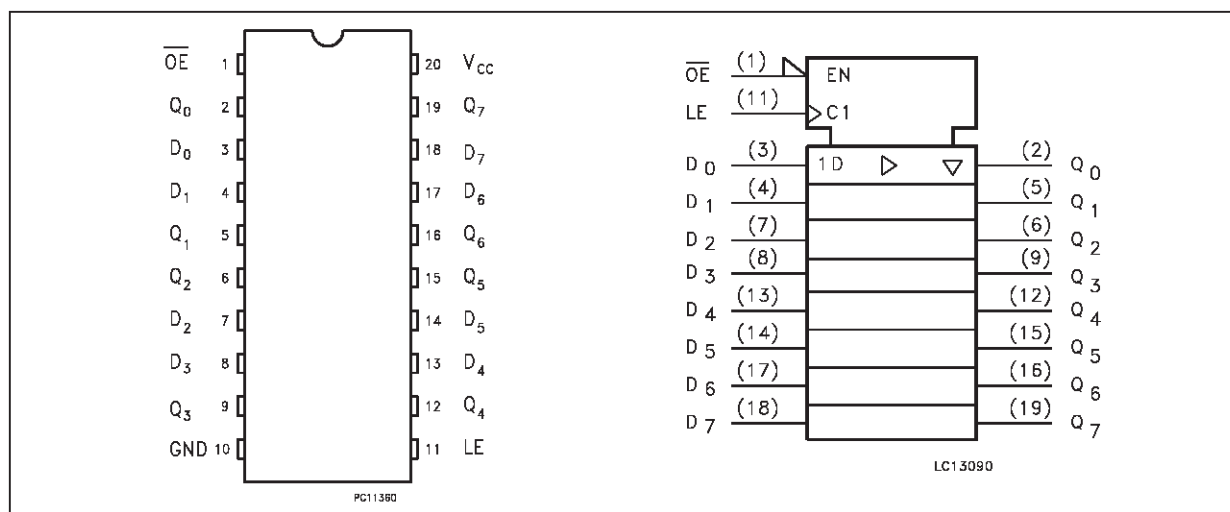 OE 1 20 VCC
Q0 2 19 Q7
D0 3 18 D7
D1 4 17 D6
Q1 5 16 Q6
Q2 6 15 Q5
D2 7 14 D5
D3 8 13 D4
Q3 9 12 Q4
GND 10 11 LE
PC11360
OE (1) EN
LE (11) C1
D0 (3) 1D (2) Q0
D1 (4) (5) Q1
D2 (7) (6) Q2
D3 (8) (9) Q3
D4 (13) (12) Q4
D5 (14) (15) Q5
D6 (17) (16) Q6
D7 (18) (19) Q7
LC13090